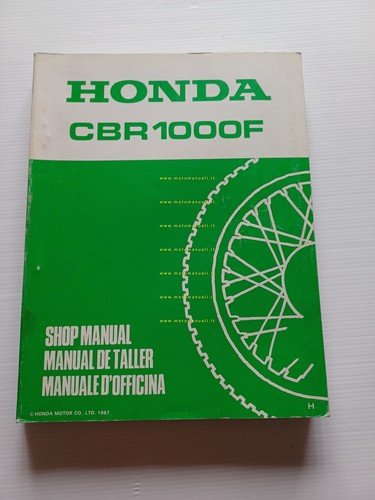 HONDA
CBR1000F
www.motomanuali.it
www.motomanuali.it
www.motomanuali.it
www.motomanuali.it
www.motomanuali.it
www.motomanuali.it
SHOP MANUAL
MANUAL DE TALLER
MANUALE D'OFFICINA
© HONDA MOTOR CO., LTD. 1987
H